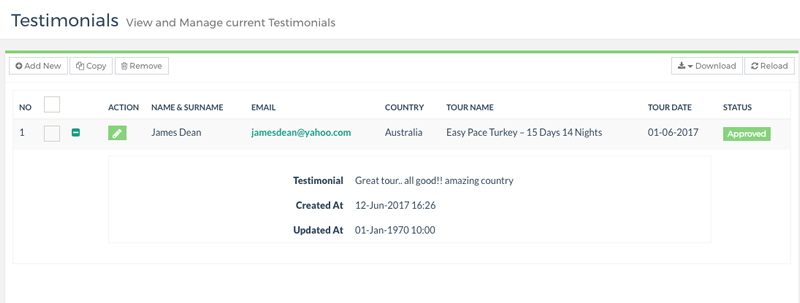 Testimonials View and Manage current Testimonials
Add New Copy Remove Download Reload
NO ACTION NAME & SURNAME EMAIL COUNTRY TOUR NAME TOUR DATE STATUS
1 James Dean jamesdean@yahoo.com Australia Easy Pace Turkey – 15 Days 14 Nights 01-06-2017 Approved
Testimonial Great tour.. all good!! amazing country
Created At 12-Jun-2017 16:26
Updated At 01-Jan-1970 10:00